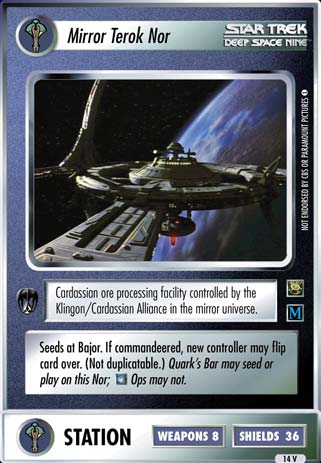 Mirror Terok Nor
STAR TREK
DEEP SPACE NINE
NOT ENDORSED BY CBS OR PARAMOUNT PICTURES
Cardassian ore processing facility controlled by the
Klingon/Cardassian Alliance in the mirror universe.
M
Seeds at Bajor. If commandeered, new controller may flip
card over. (Not duplicatable.) Quark's Bar may seed or
play on this Nor; Ops may not.
STATION
WEAPONS 8
SHIELDS 36
14 V